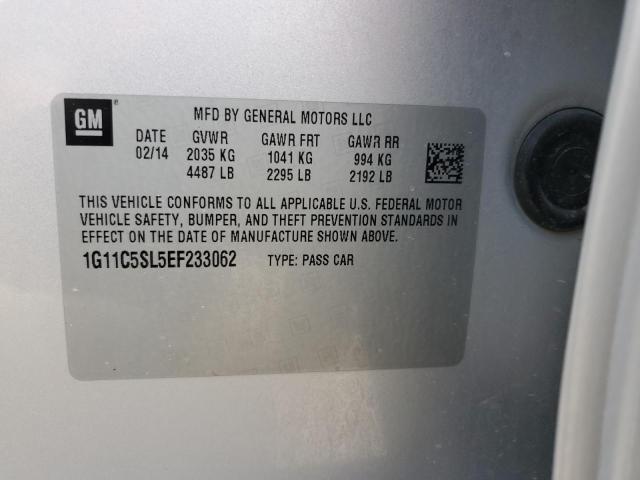 GM
MFD BY GENERAL MOTORS LLC
DATE GVWR GAWR FRT GAWR RR
02/14 2035 KG 1041 KG 994 KG
4487 LB 2295 LB 2192 LB
THIS VEHICLE CONFORMS TO ALL APPLICABLE U.S. FEDERAL MOTOR
VEHICLE SAFETY, BUMPER, AND THEFT PREVENTION STANDARDS IN
EFFECT ON THE DATE OF MANUFACTURE SHOWN ABOVE.
1G11C5SL5EF233062 TYPE: PASS CAR